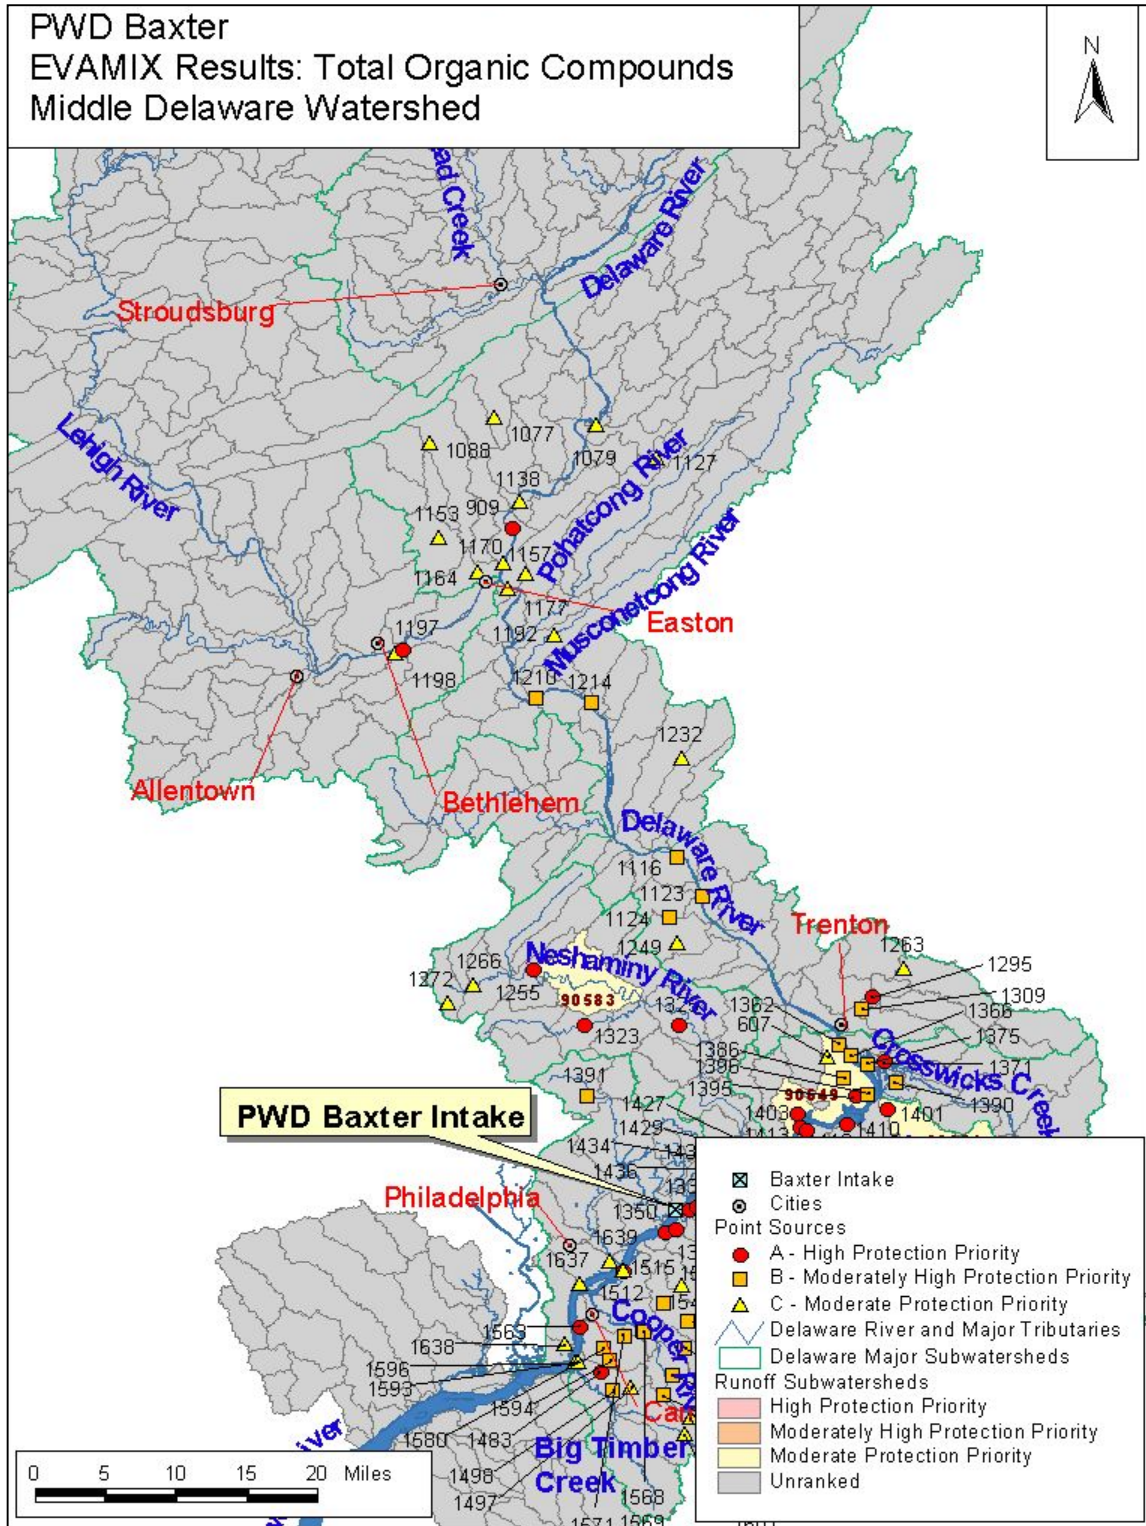 PWD Baxter
EVAMIX Results: Total Organic Compounds
Middle Delaware Watershed
N
ad Creek
Delaware River
Stroudsburg
Lehigh River
1077
1088
1079
1127
Pohatcong River
1138
909
1153
1170
1157
1164
1177
Easton
Musconetcong River
1192
1197
1198
1210
1214
1232
Allentown
Bethlehem
Delaware River
1116
1123
1124
1249
Trenton
1263
Neshaminy River
1266
1272
1255
90583
1323
1295
1309
1362
1366
607
1375
1386
1371
1396
Crosswicks Creek
1395
90649
1390
1391
1403
1401
1410
1427
1429
1434
1436
PWD Baxter Intake
Philadelphia
1350
1639
1637
1515
1512
Cooper
1563
1638
1596
1593
1594
1580
1483
1498
1497
Big Timber
Creek
1568
1569
1571
Baxter Intake
Cities
Point Sources
A - High Protection Priority
B - Moderately High Protection Priority
C - Moderate Protection Priority
Delaware River and Major Tributaries
Delaware Major Subwatersheds
Runoff Subwatersheds
High Protection Priority
Moderately High Protection Priority
Moderate Protection Priority
Unranked
0 5 10 15 20 Miles